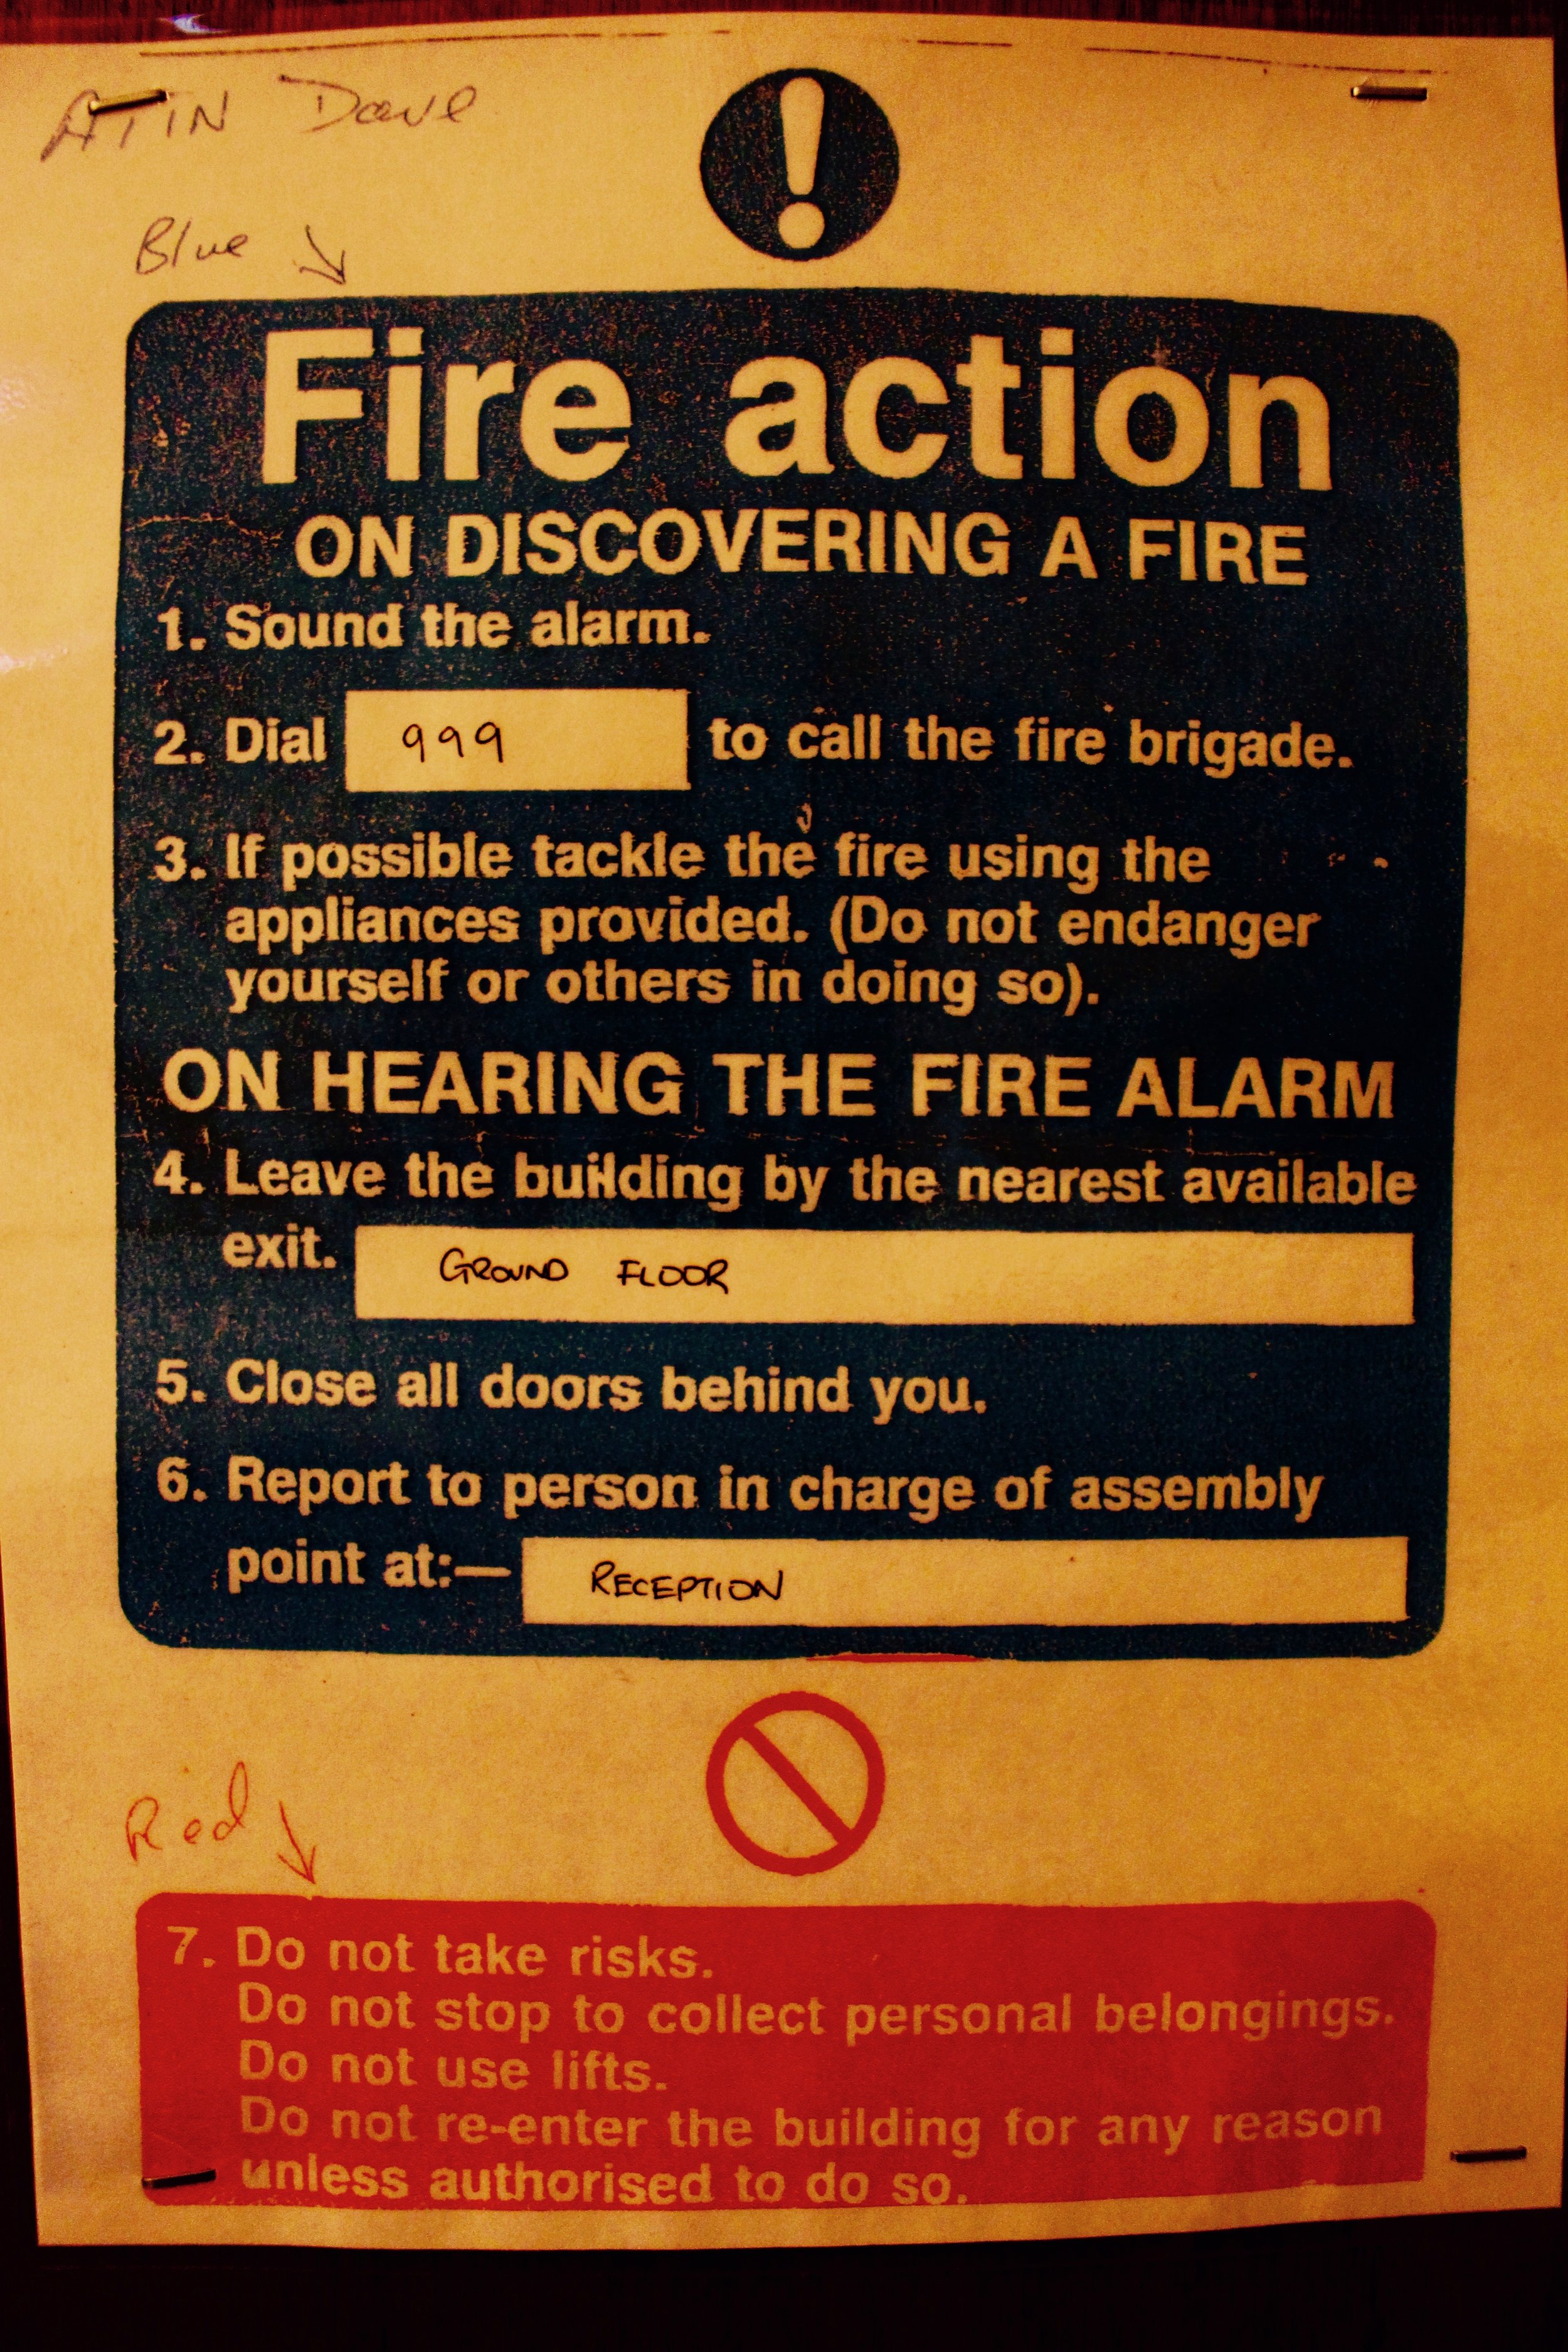 ATTN Dave
Blue
Fire action
ON DISCOVERING A FIRE
1. Sound the alarm.
2. Dial 999 to call the fire brigade.
3. If possible tackle the fire using the
appliances provided. (Do not endanger
yourself or others in doing so).
ON HEARING THE FIRE ALARM
4. Leave the building by the nearest available
exit. GROUND FLOOR
5. Close all doors behind you.
6. Report to person in charge of assembly
point at:— RECEPTION
Red
7. Do not take risks.
Do not stop to collect personal belongings.
Do not use lifts.
Do not re-enter the building for any reason
unless authorised to do so.